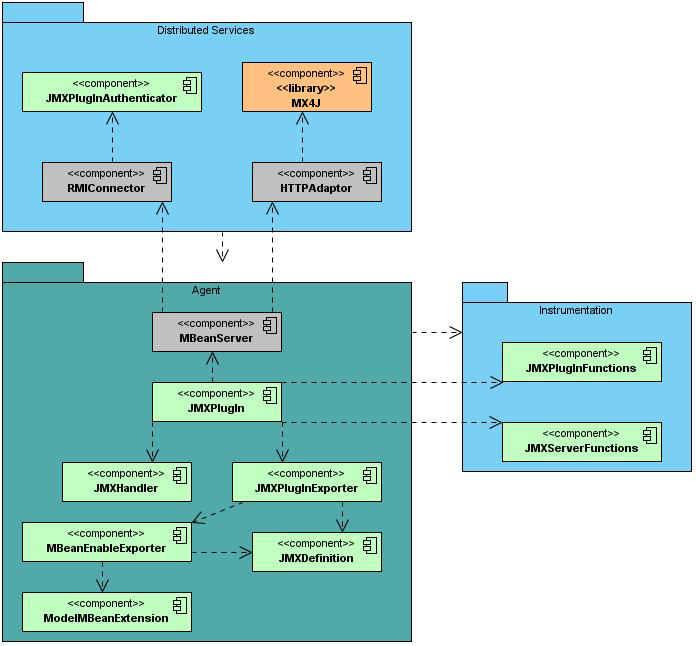 Distributed Services
<<component>>
JMXPlugInAuthenticator
<<component>>
<<library>>
MX4J
<<component>>
RMIConnector
<<component>>
HTTPAdaptor
Agent
<<component>>
MBeanServer
<<component>>
JMXPlugIn
<<component>>
JMXHandler
<<component>>
JMXPlugInExporter
<<component>>
MBeanEnableExporter
<<component>>
JMXDefinition
<<component>>
ModelMBeanExtension
Instrumentation
<<component>>
JMXPlugInFunctions
<<component>>
JMXServerFunctions